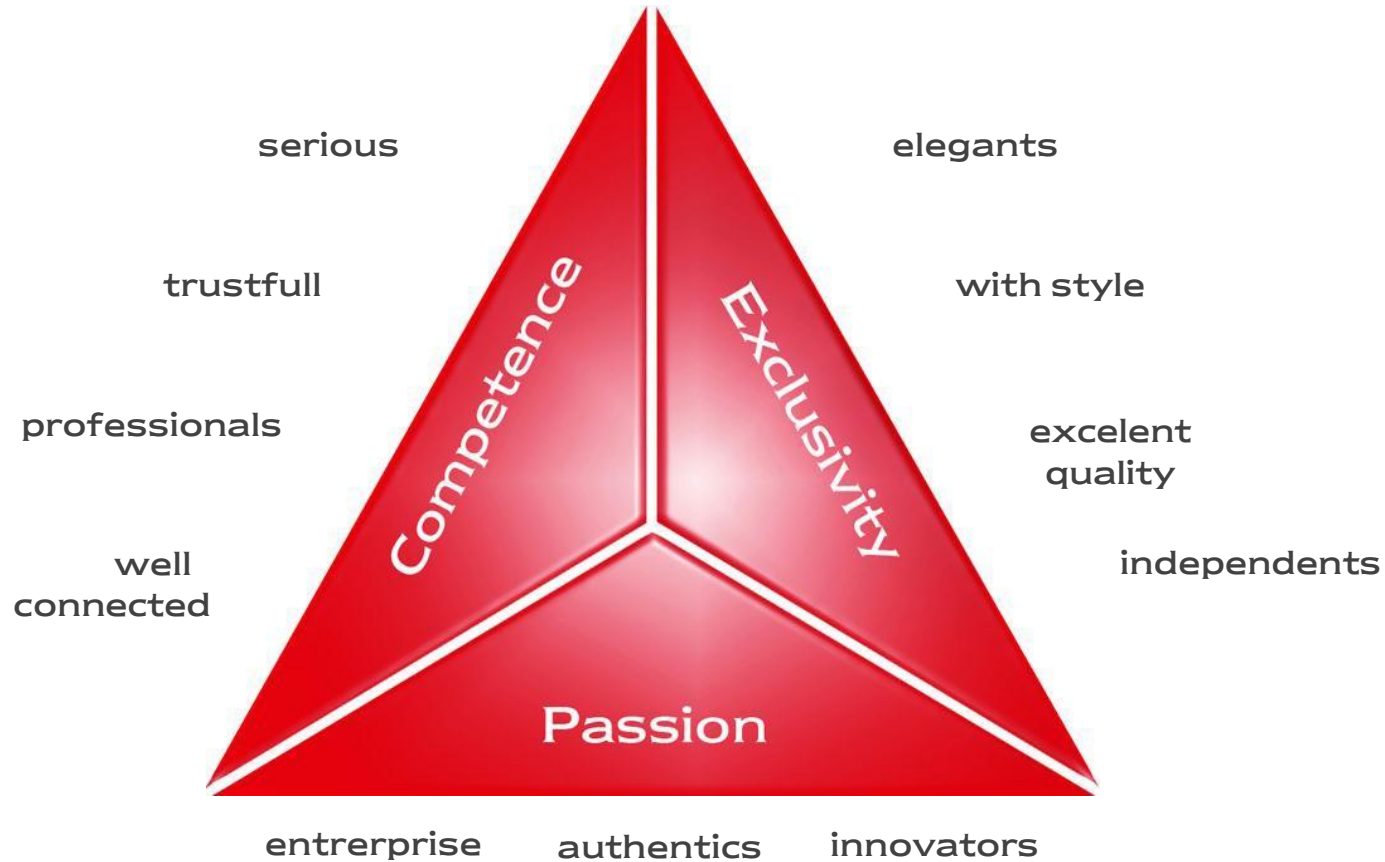 serious
elegants
trustfull
with style
Competence
Exclusivity
professionals
excelent
quality
well
connected
independents
Passion
entrerprise
authentics
innovators